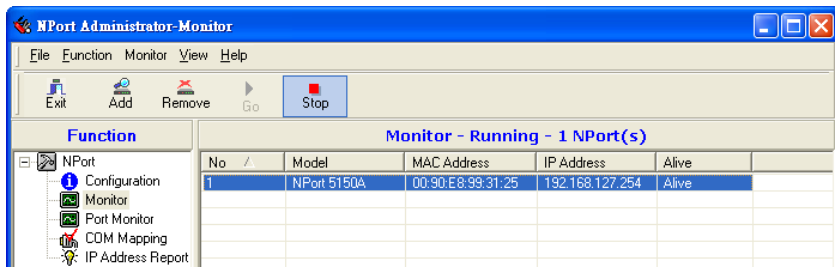 NPort Administrator-Monitor
File Function Monitor View Help
Exit Add Remove Go Stop
Function
Monitor - Running - 1 NPort(s)
NPort
Configuration
Monitor
Port Monitor
COM Mapping
IP Address Report
No Model MAC Address IP Address Alive
1 NPort 5150A 00:90:E8:99:31:25 192.168.127.254 Alive